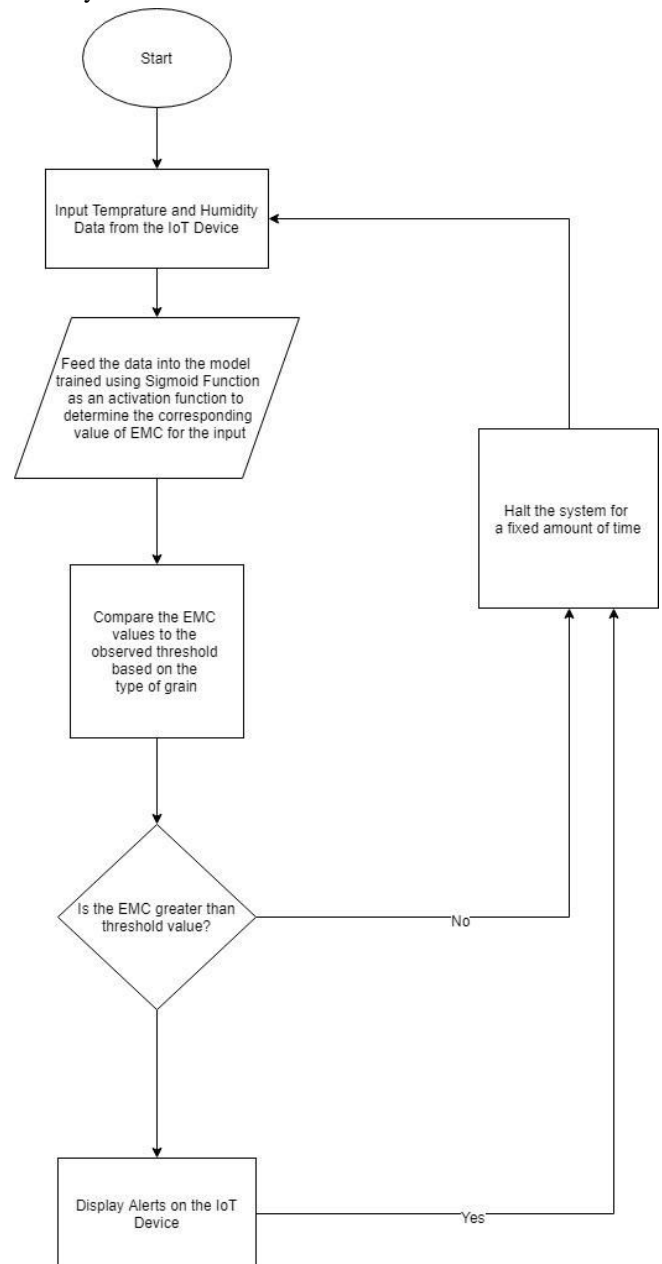 Start
Input Temprature and Humidity
Data from the IoT Device
Feed the data into the model
trained using Sigmoid Function
as an activation function to
determine the corresponding
value of EMC for the input
Halt the system for
a fixed amount of time
Compare the EMC
values to the
observed threshold
based on the
type of grain
Is the EMC greater than
threshold value?
No
Display Alerts on the IoT
Device
Yes